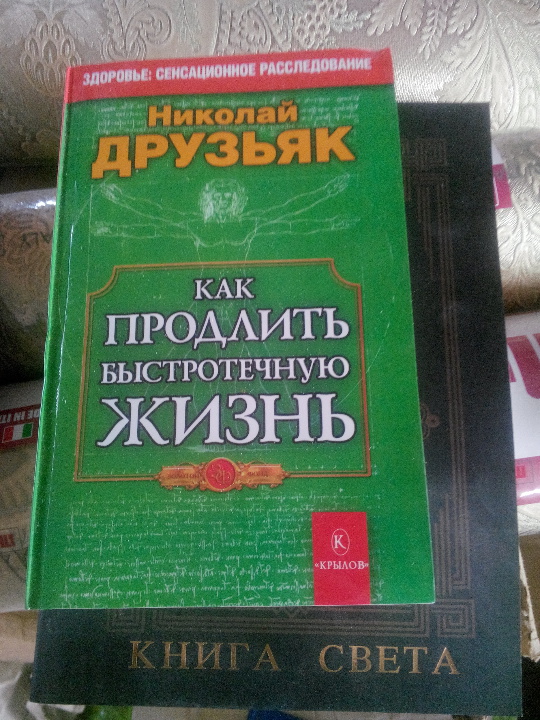 ЗДОРОВЬЕ: СЕНСАЦИОННОЕ РАССЛЕДОВАНИЕ
Николай
ДРУЗЬЯК
КАК
ПРОДЛИТЬ
БЫСТРОТЕЧНУЮ
ЖИЗНЬ
К
«КРЫЛОВ»
КНИГА СВЕТА